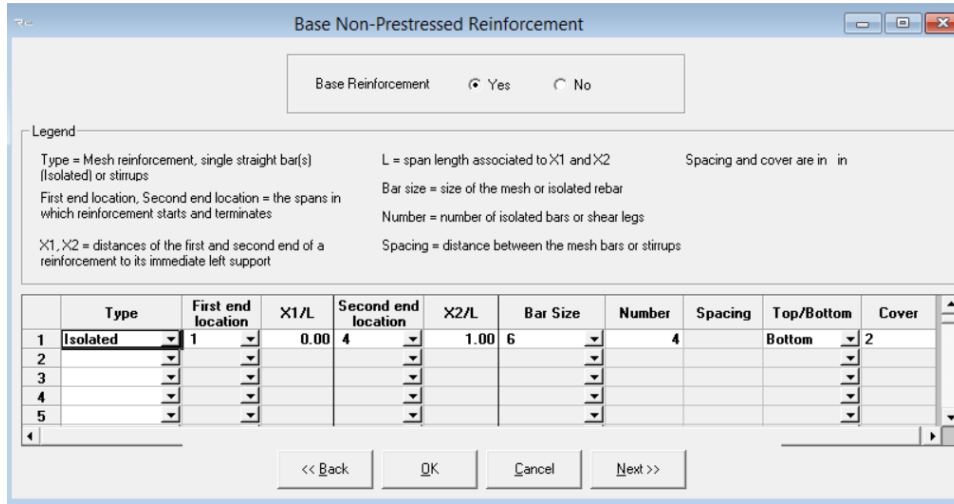 Base Non-Prestressed Reinforcement
Base Reinforcement Yes No
Legend
Type = Mesh reinforcement, single straight bar(s)
(Isolated) or stirrups
First end location, Second end location = the spans in
which reinforcement starts and terminates
X1, X2 = distances of the first and second end of a
reinforcement to its immediate left support
L = span length associated to X1 and X2
Bar size = size of the mesh or isolated rebar
Number = number of isolated bars or shear legs
Spacing = distance between the mesh bars or stirrups
Spacing and cover are in in
Type First end location X1/L Second end location X2/L Bar Size Number Spacing Top/Bottom Cover
1 Isolated 1 0.00 4 1.00 6 4 Bottom 2
2
3
4
5
<< Back OK Cancel Next >>